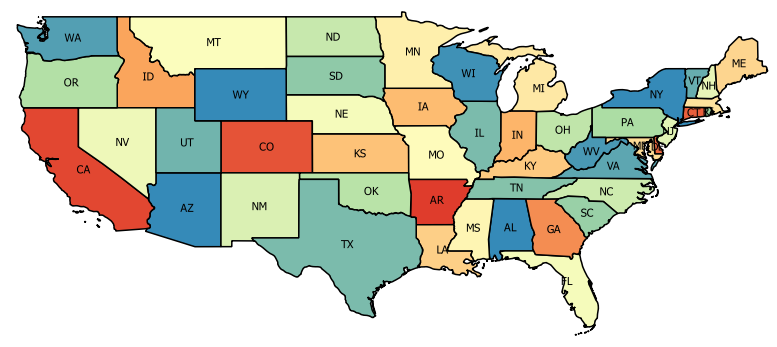 WA
MT
ND
MN
ME
OR
ID
SD
WI
VT
NH
WY
MI
NY
NE
IA
PA
NV
UT
CO
IL
IN
OH
NJ
CA
KS
MO
KY
WV
VA
AZ
NM
OK
AR
TN
NC
SC
TX
MS
AL
GA
LA
FL